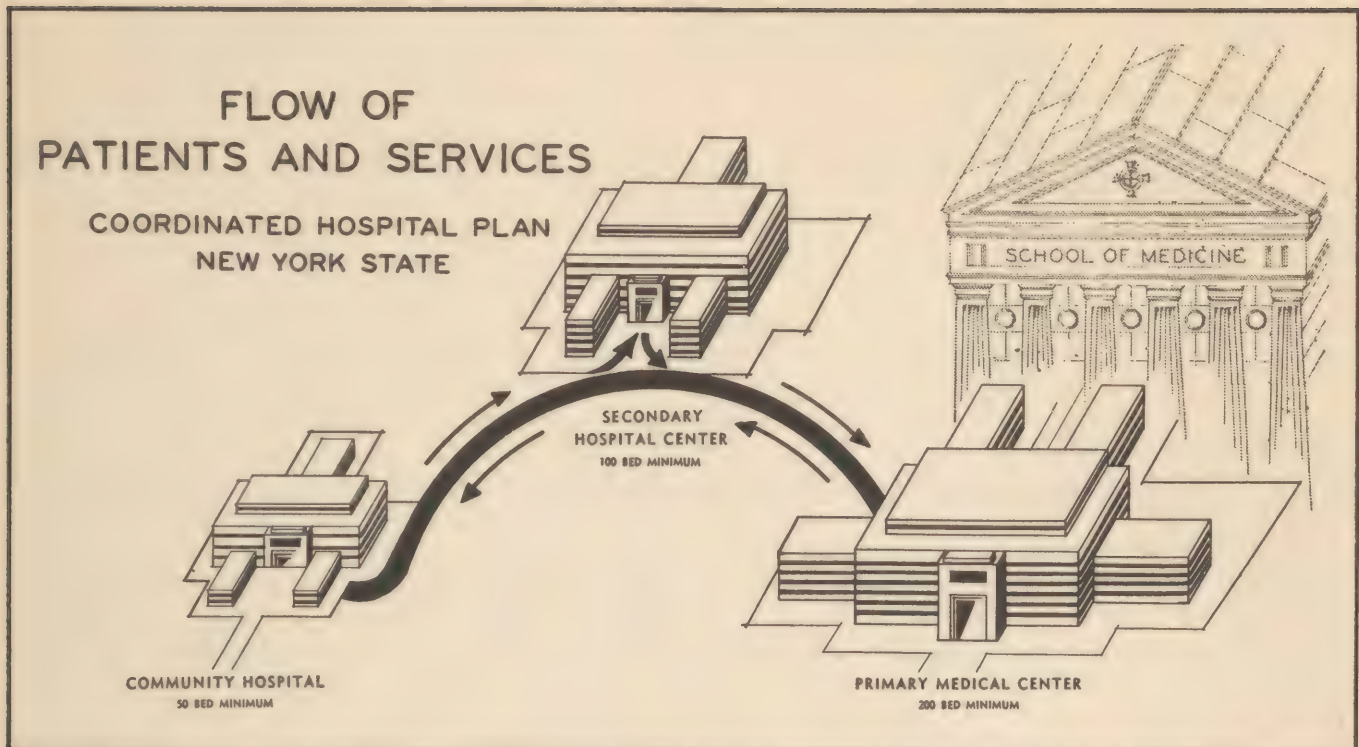 FLOW OF
PATIENTS AND SERVICES
COORDINATED HOSPITAL PLAN
NEW YORK STATE
SCHOOL OF MEDICINE
SECONDARY
HOSPITAL CENTER
100 BED MINIMUM
COMMUNITY HOSPITAL
50 BED MINIMUM
PRIMARY MEDICAL CENTER
200 BED MINIMUM